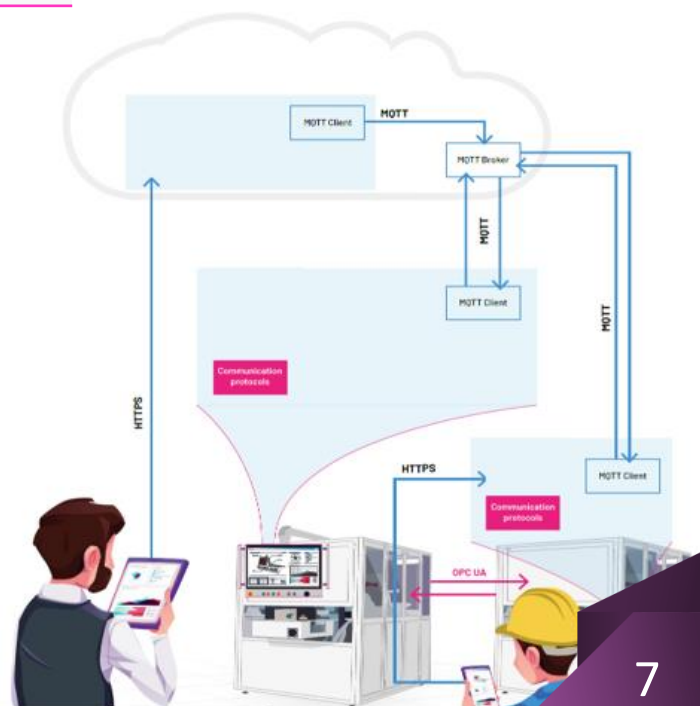 MQTT Client
MQTT
MQTT Broker
MQTT
MQTT Client
MQTT
Communication
protocols
HTTPS
HTTPS
MQTT Client
Communication
protocols
OPC UA
7